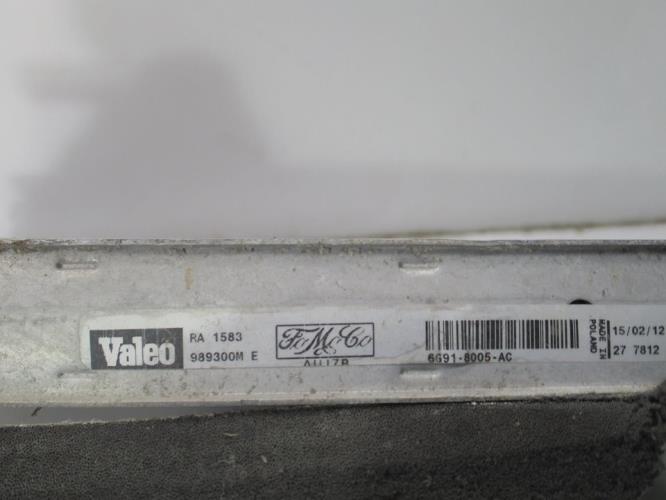 Valeo
RA 1583
989300M E
FoMoCo
6G91-8005-AC
MADE IN
POLAND
15/02/12
27 7812